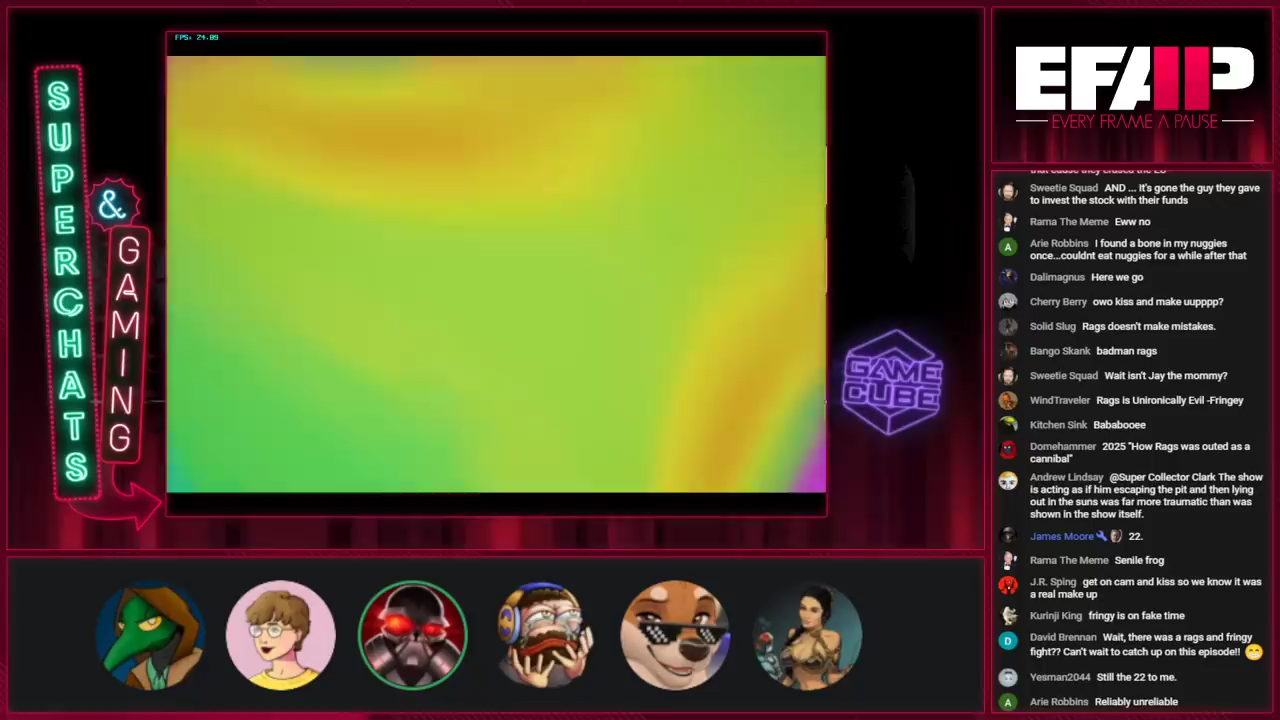 FPS: 24.09
SUPERCHATS
&
GAMING
GAME
CUBE
EFAP
EVERY FRAME A PAUSE
Sweetie Squad AND ... It's gone the guy they gave
to invest the stock with their funds
Rama The Meme Eww no
A Arie Robbins I found a bone in my nuggies
once...couldnt eat nuggies for a while after that
Dalimagnus Here we go
Cherry Berry owo kiss and make uupppp?
Solid Slug Rags doesn't make mistakes.
Bango Skank badman rags
Sweetie Squad Wait isn't Jay the mommy?
WindTraveler Rags is Unironically Evil -Fringey
Kitchen Sink Bababooee
Domehammer 2025 "How Rags was outed as a
cannibal"
Andrew Lindsay @Super Collector Clark The show
is acting as if him escaping the pit and then lying
out in the suns was far more traumatic than was
shown in the show itself.
James Moore 22.
Rama The Meme Senile frog
J.R. Sping get on cam and kiss so we know it was
a real make up
Kurinji King fringy is on fake time
D David Brennan Wait, there was a rags and fringy
fight?? Can't wait to catch up on this episode!!
Yesman2044 Still the 22 to me.
A Arie Robbins Reliably unreliable